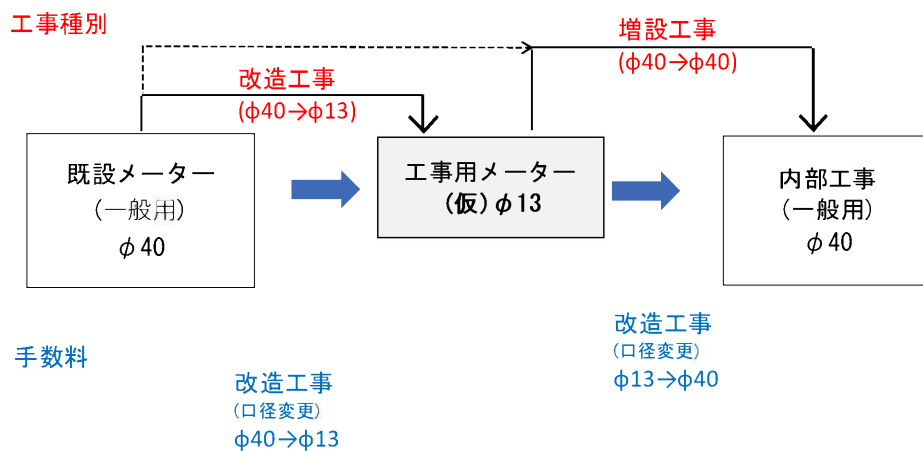 工事種別
増設工事
(φ40→φ40)
改造工事
(φ40→φ13)
既設メーター
(一般用)
φ40
工事用メーター
(仮)φ13
内部工事
(一般用)
φ40
手数料
改造工事
(口径変更)
φ40→φ13
改造工事
(口径変更)
φ13→φ40